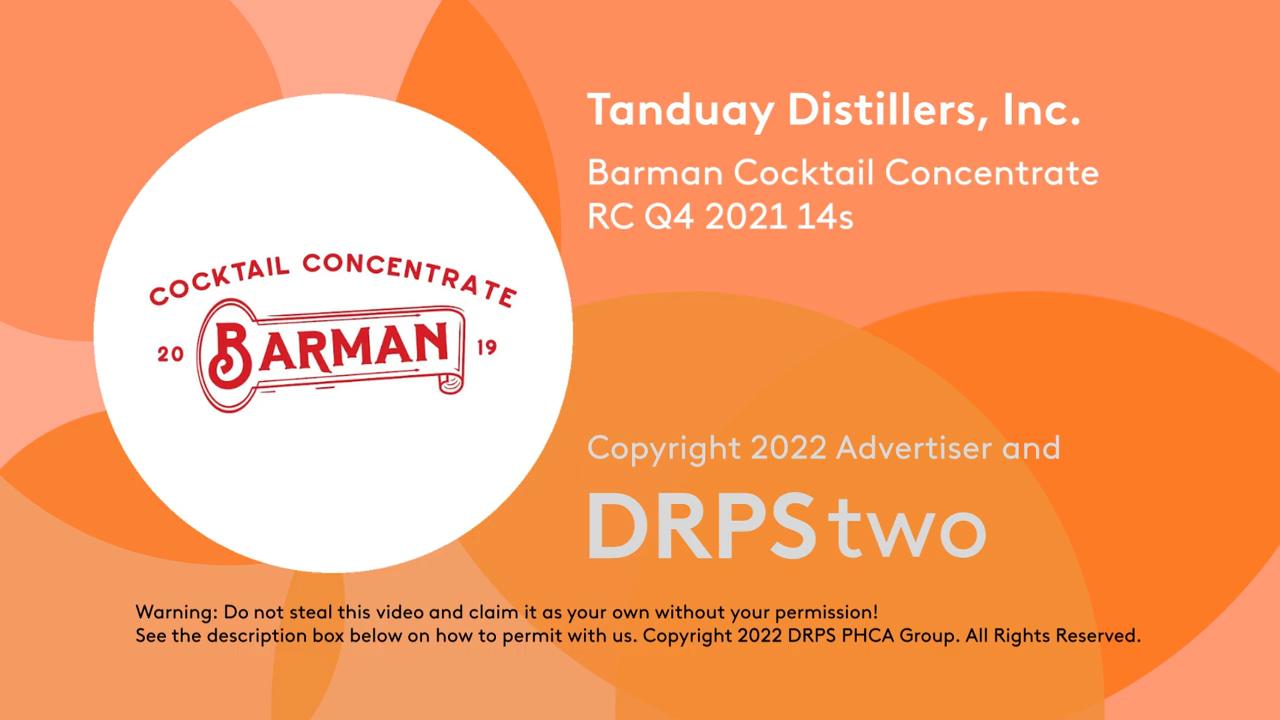 COCKTAIL CONCENTRATE
20 BARMAN 19
Tanduay Distillers, Inc.
Barman Cocktail Concentrate
RC Q4 2021 14s
Copyright 2022 Advertiser and
DRPS two
Warning: Do not steal this video and claim it as your own without your permission!
See the description box below on how to permit with us. Copyright 2022 DRPS PHCA Group. All Rights Reserved.